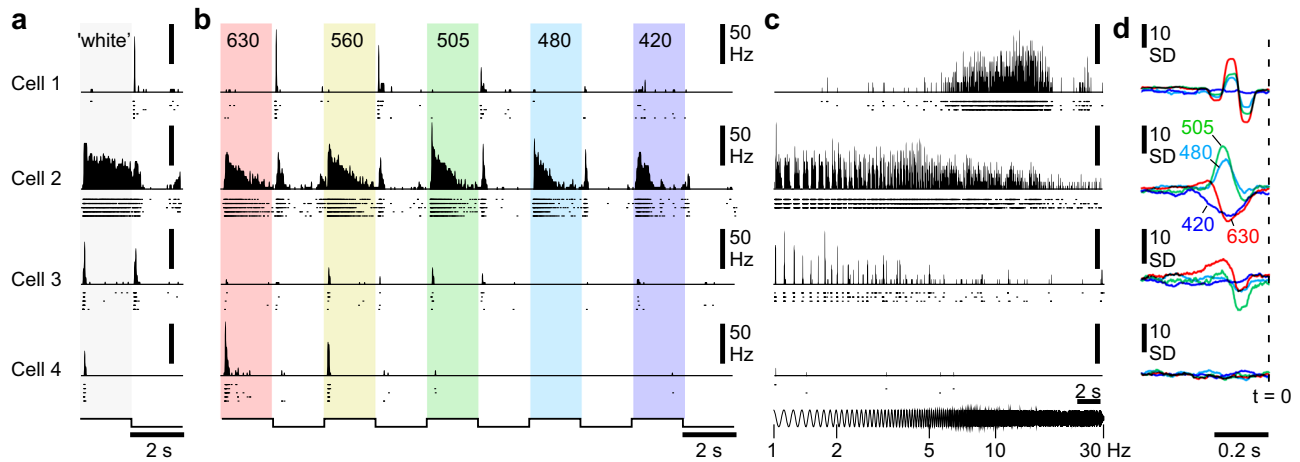 a b c d
'white' 630 560 505 480 420 50 Hz 10 SD
Cell 1
Cell 2 50 Hz 10 SD 505 480 420 630
Cell 3 50 Hz 10 SD
Cell 4 50 Hz 10 SD
2 s t = 0
2 s 2 s 1 2 5 10 30 Hz 0.2 s